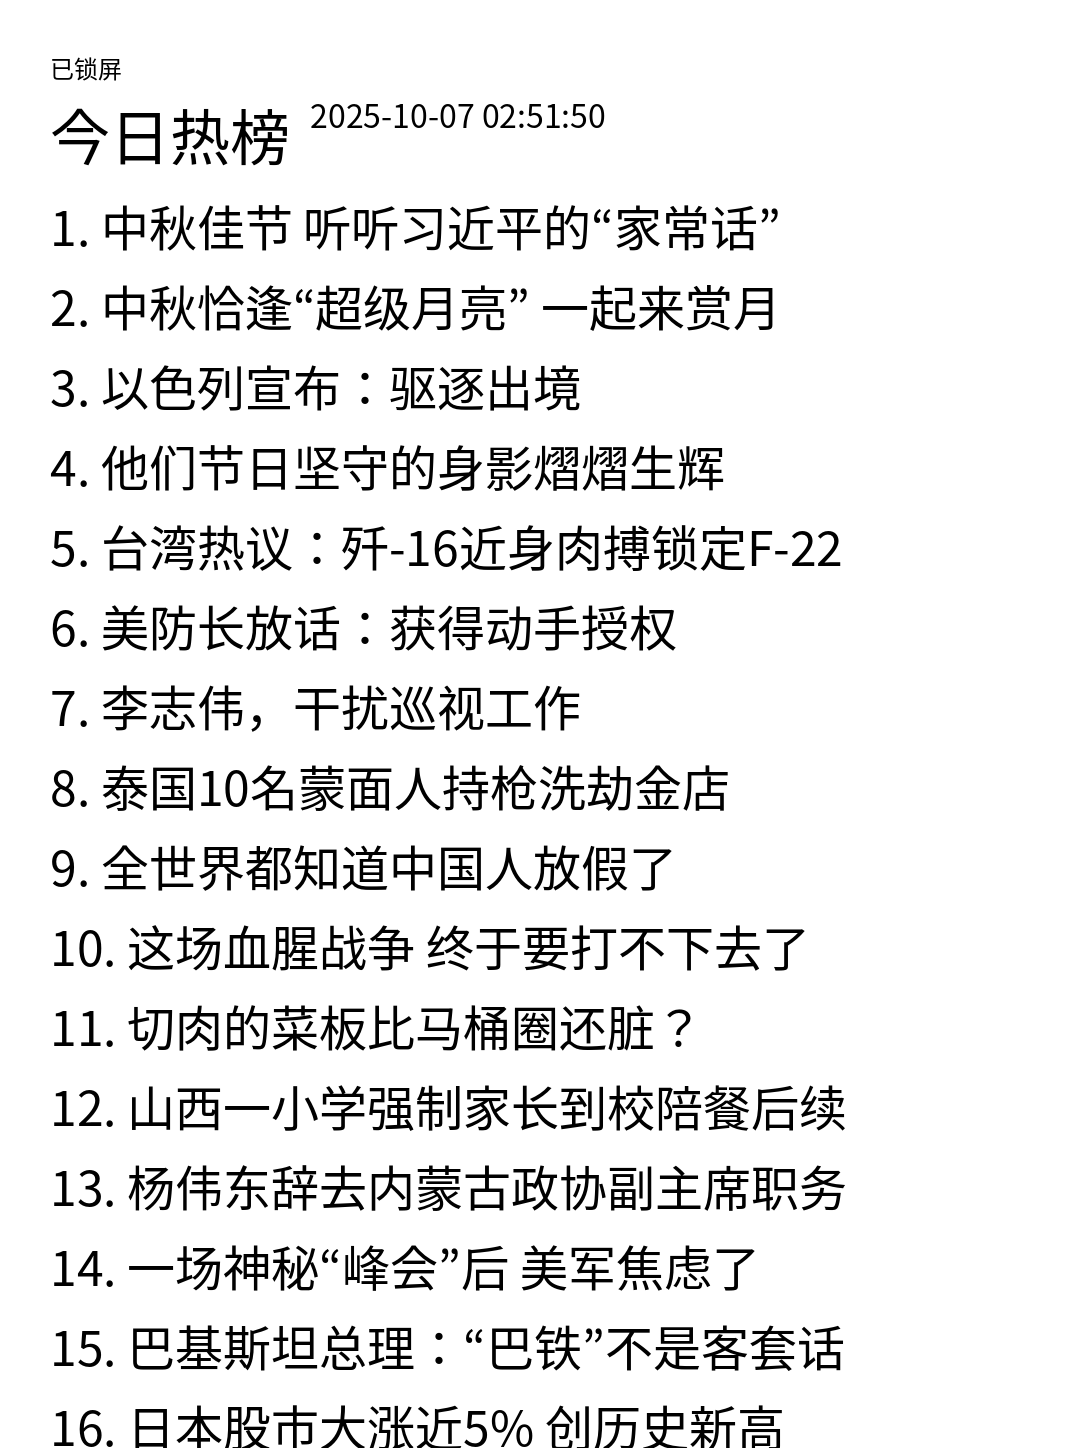 已锁屏
今日热榜 2025-10-07 02:51:50
1. 中秋佳节 听听习近平的“家常话”
2. 中秋恰逢“超级月亮” 一起来赏月
3. 以色列宣布：驱逐出境
4. 他们节日坚守的身影熠熠生辉
5. 台湾热议：歼-16近身肉搏锁定F-22
6. 美防长放话：获得动手授权
7. 李志伟，干扰巡视工作
8. 泰国10名蒙面人持枪洗劫金店
9. 全世界都知道中国人放假了
10. 这场血腥战争 终于要打不下去了
11. 切肉的菜板比马桶圈还脏？
12. 山西一小学强制家长到校陪餐后续
13. 杨伟东辞去内蒙古政协副主席职务
14. 一场神秘“峰会”后 美军焦虑了
15. 巴基斯坦总理：“巴铁”不是客套话
16. 日本股市大涨近5% 创历史新高